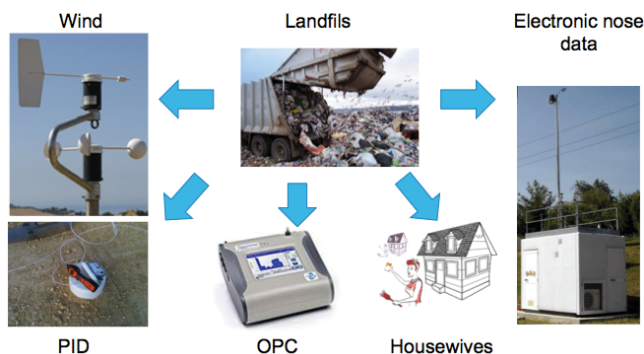 Wind
Landfils
Electronic nose
data
PID
OPC
Housewives